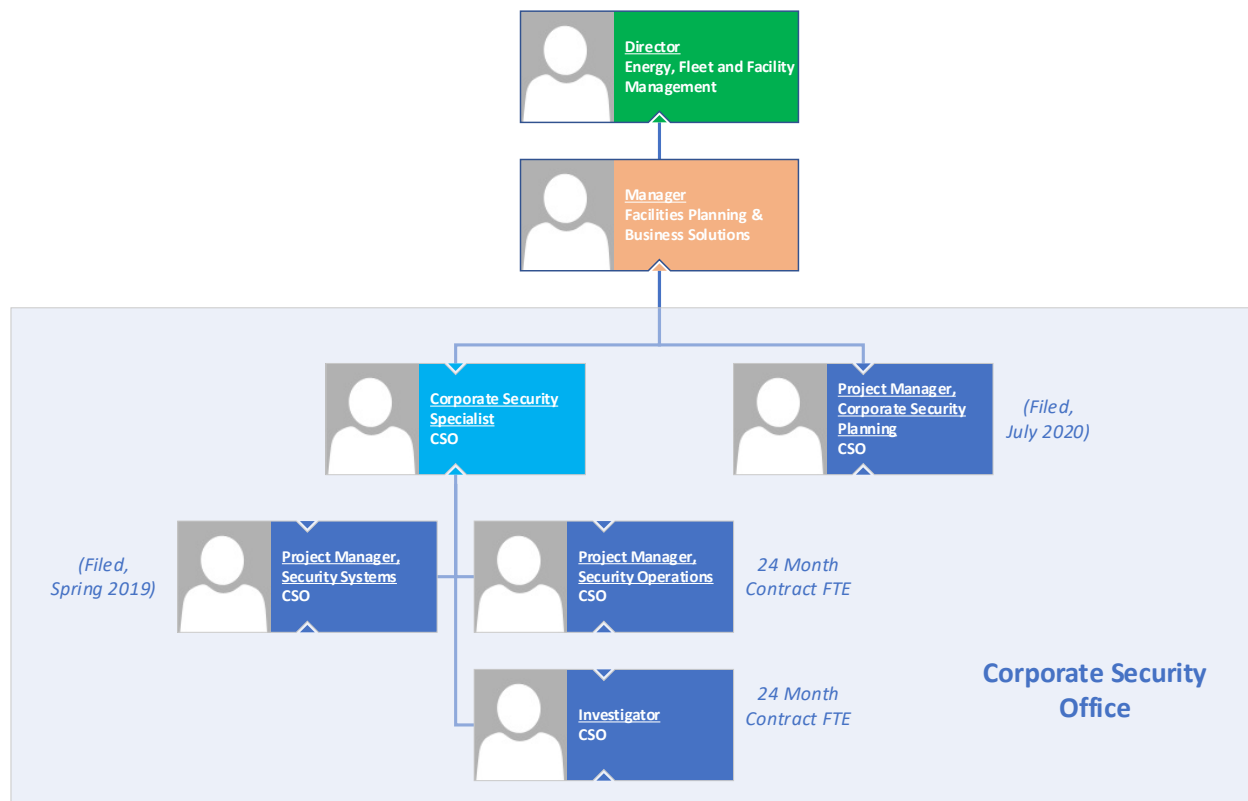 Director
Energy, Fleet and Facility
Management
Manager
Facilities Planning &
Business Solutions
Corporate Security
Specialist
CSO
Project Manager,
Corporate Security
Planning
CSO
(Filed,
July 2020)
(Filed,
Spring 2019)
Project Manager,
Security Systems
CSO
Project Manager,
Security Operations
CSO
24 Month
Contract FTE
Investigator
CSO
24 Month
Contract FTE
Corporate Security
Office